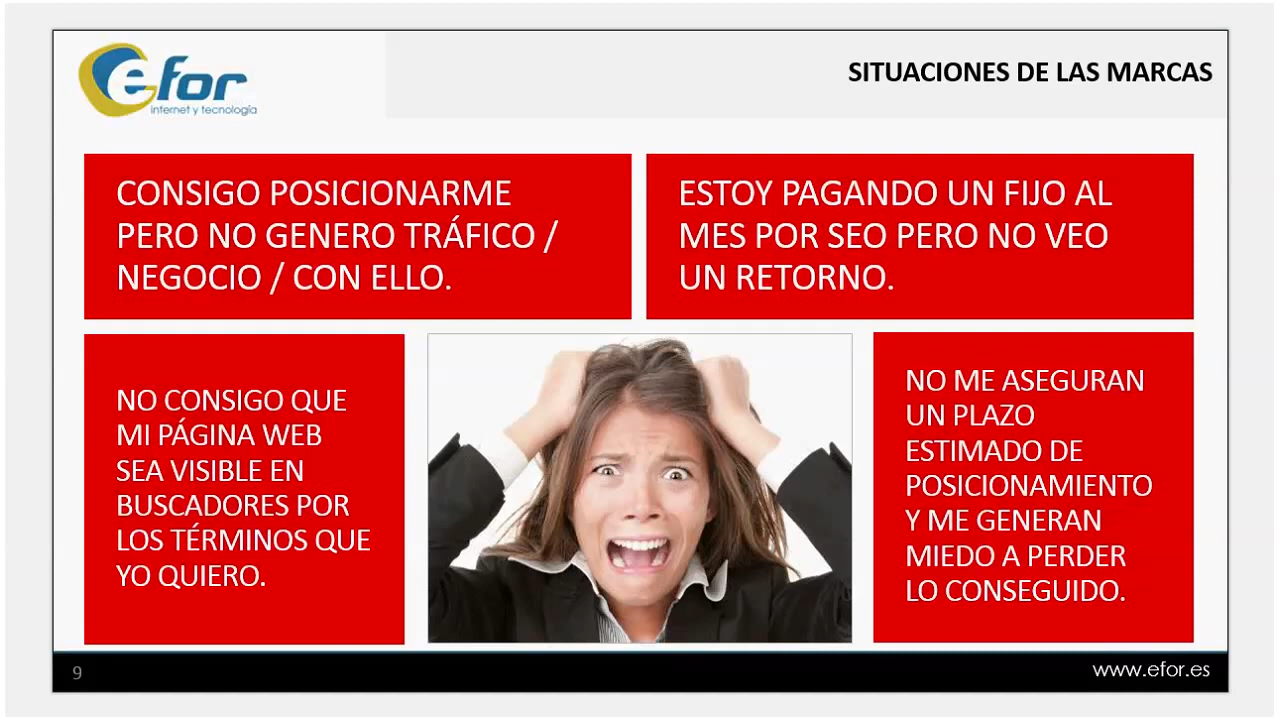 efor
internet y tecnología
SITUACIONES DE LAS MARCAS
CONSIGO POSICIONARME
PERO NO GENERO TRÁFICO /
NEGOCIO / CON ELLO.
ESTOY PAGANDO UN FIJO AL
MES POR SEO PERO NO VEO
UN RETORNO.
NO CONSIGO QUE
MI PÁGINA WEB
SEA VISIBLE EN
BUSCADORES POR
LOS TÉRMINOS QUE
YO QUIERO.
NO ME ASEGURAN
UN PLAZO
ESTIMADO DE
POSICIONAMIENTO
Y ME GENERAN
MIEDO A PERDER
LO CONSEGUIDO.
9
www.efor.es